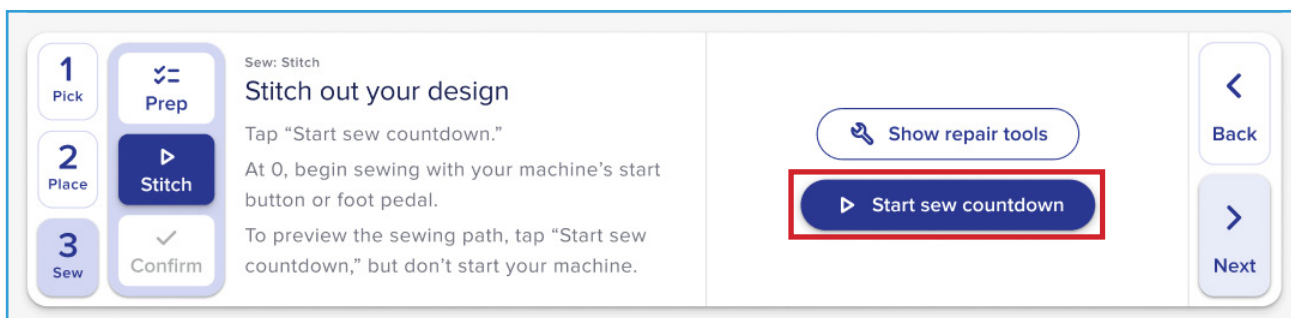 1
Pick
2
Place
3
Sew
Prep
Stitch
Confirm
Sew: Stitch
Stitch out your design
Tap “Start sew countdown.”
At 0, begin sewing with your machine’s start
button or foot pedal.
To preview the sewing path, tap “Start sew
countdown,” but don’t start your machine.
Show repair tools
Start sew countdown
Back
Next